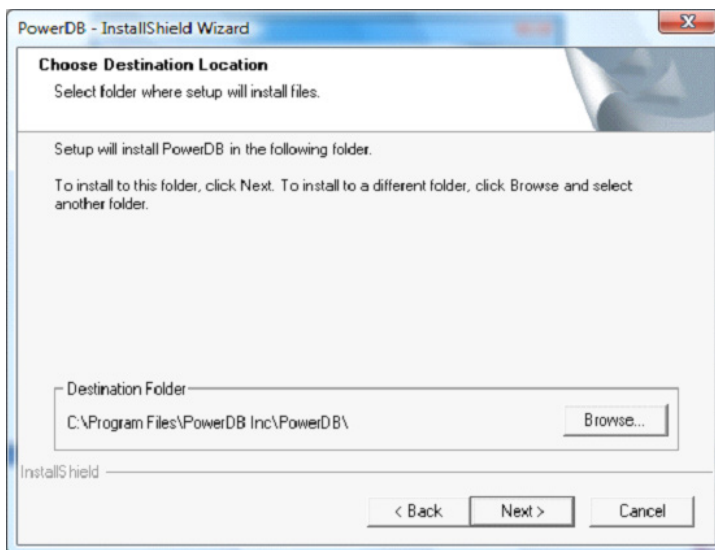 PowerDB - InstallShield Wizard
Choose Destination Location
Select folder where setup will install files.
Setup will install PowerDB in the following folder.
To install to this folder, click Next. To install to a different folder, click Browse and select
another folder.
Destination Folder
C:\Program Files\PowerDB Inc\PowerDB\
Browse...
InstallShield
< Back
Next >
Cancel